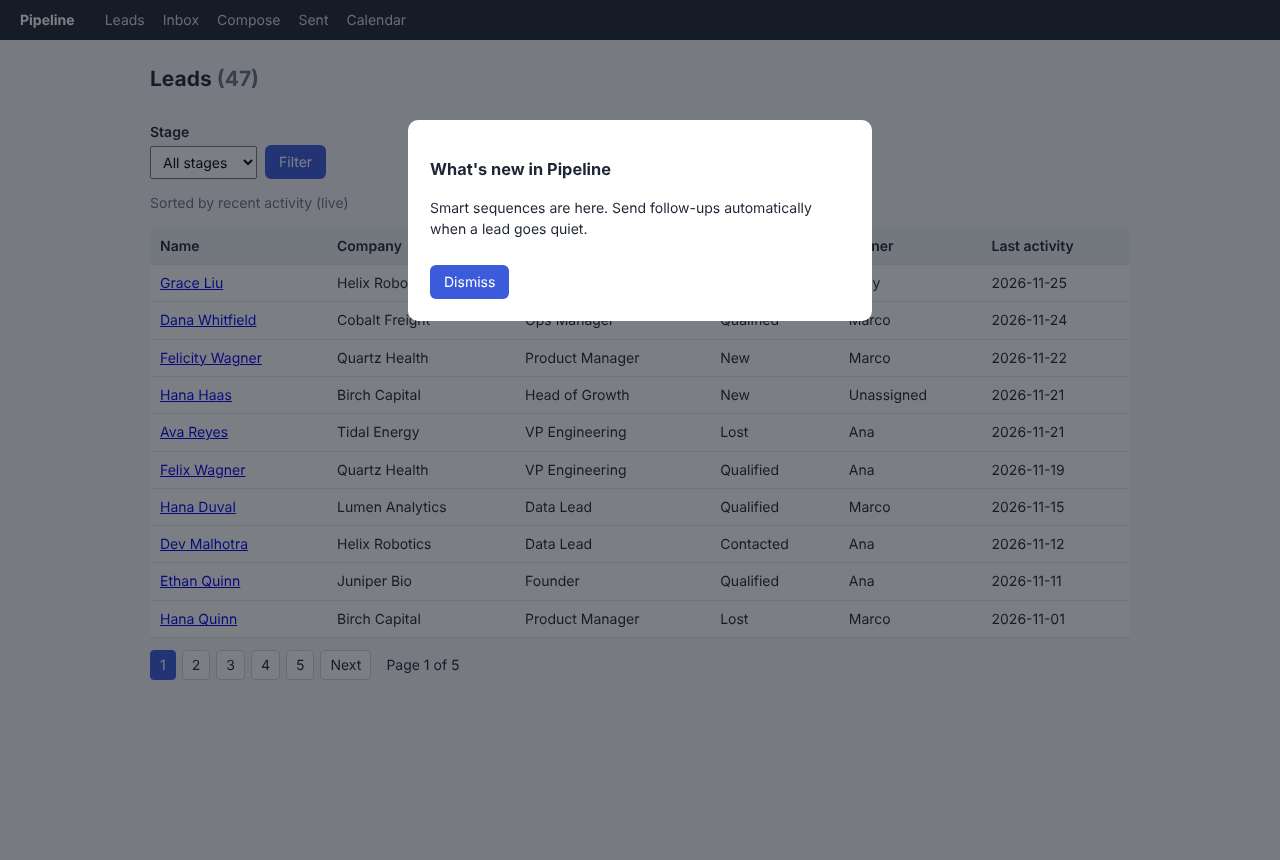 Pipeline Leads Inbox Compose Sent Calendar
Leads (47)
Stage
All stages Filter
Sorted by recent activity (live)
What's new in Pipeline
Smart sequences are here. Send follow-ups automatically
when a lead goes quiet.
Dismiss
Name Company Last activity
Grace Liu 2026-11-25
Dana Whitfield Cobalt Freight Ops Manager Qualified Marco 2026-11-24
Felicity Wagner Quartz Health Product Manager New Marco 2026-11-22
Hana Haas Birch Capital Head of Growth New Unassigned 2026-11-21
Ava Reyes Tidal Energy VP Engineering Lost Ana 2026-11-21
Felix Wagner Quartz Health VP Engineering Qualified Ana 2026-11-19
Hana Duval Lumen Analytics Data Lead Qualified Marco 2026-11-15
Dev Malhotra Helix Robotics Data Lead Contacted Ana 2026-11-12
Ethan Quinn Juniper Bio Founder Qualified Ana 2026-11-11
Hana Quinn Birch Capital Product Manager Lost Marco 2026-11-01
1 2 3 4 5 Next Page 1 of 5